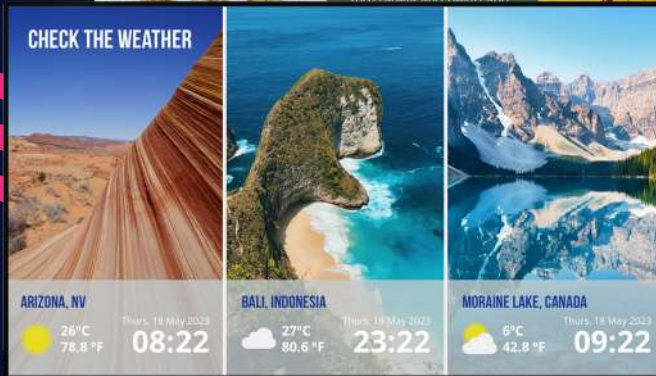 CHECK THE WEATHER
ARIZONA, NV
Thurs, 18 May 2023
26°C
78.8 °F
08:22
BALI, INDONESIA
Thurs, 18 May 2023
27°C
80.6 °F
23:22
MORAINE LAKE, CANADA
Thurs, 18 May 2023
6°C
42.8 °F
09:22